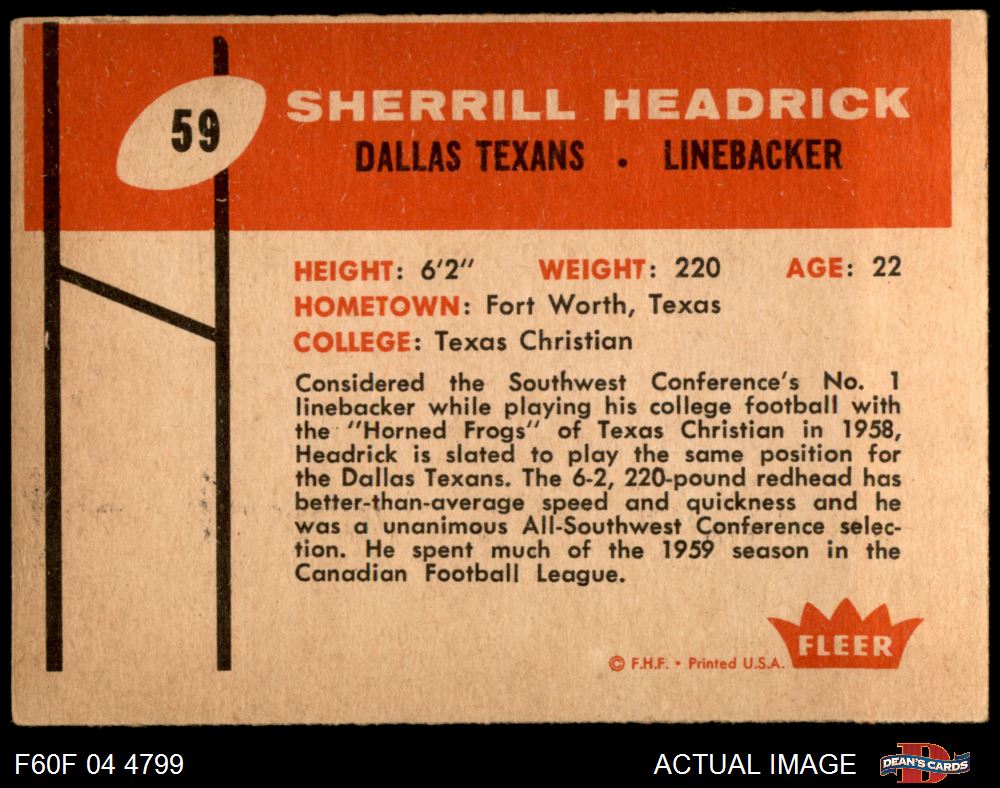 59
SHERRILL HEADRICK
DALLAS TEXANS • LINEBACKER
HEIGHT: 6'2" WEIGHT: 220 AGE: 22
HOMETOWN: Fort Worth, Texas
COLLEGE: Texas Christian
Considered the Southwest Conference's No. 1
linebacker while playing his college football with
the "Horned Frogs" of Texas Christian in 1958,
Headrick is slated to play the same position for
the Dallas Texans. The 6-2, 220-pound redhead has
better-than-average speed and quickness and he
was a unanimous All-Southwest Conference selec-
tion. He spent much of the 1959 season in the
Canadian Football League.
FLEER
© F.H.F. • Printed U.S.A.
F60F 04 4799 ACTUAL IMAGE D DEAN'S CARDS